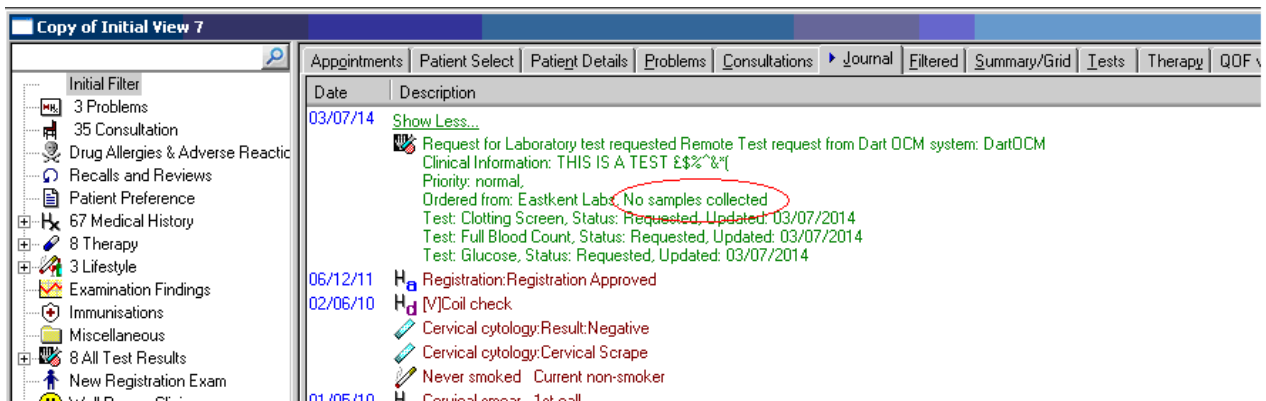 Copy of Initial View 7
Appointments Patient Select Patient Details Problems Consultations Journal Filtered Summary/Grid Tests Therapy QOF
Initial Filter
3 Problems
35 Consultation
Drug Allergies & Adverse Reactic
Recalls and Reviews
Patient Preference
67 Medical History
8 Therapy
3 Lifestyle
Examination Findings
Immunisations
Miscellaneous
8 All Test Results
New Registration Exam
Date Description
03/07/14 Show Less...
Request for Laboratory test requested Remote Test request from Dart OCM system: DartOCM
Clinical Information: THIS IS A TEST £$%^&*(
Priority: normal,
Ordered from: Eastkent Labs, No samples collected
Test: Clotting Screen, Status: Requested, Updated: 03/07/2014
Test: Full Blood Count, Status: Requested, Updated: 03/07/2014
Test: Glucose, Status: Requested, Updated: 03/07/2014
06/12/11 Ha Registration:Registration Approved
02/06/10 Hd [V]Coil check
Cervical cytology:Result:Negative
Cervical cytology:Cervical Scrape
Never smoked Current non-smoker
01/05/10